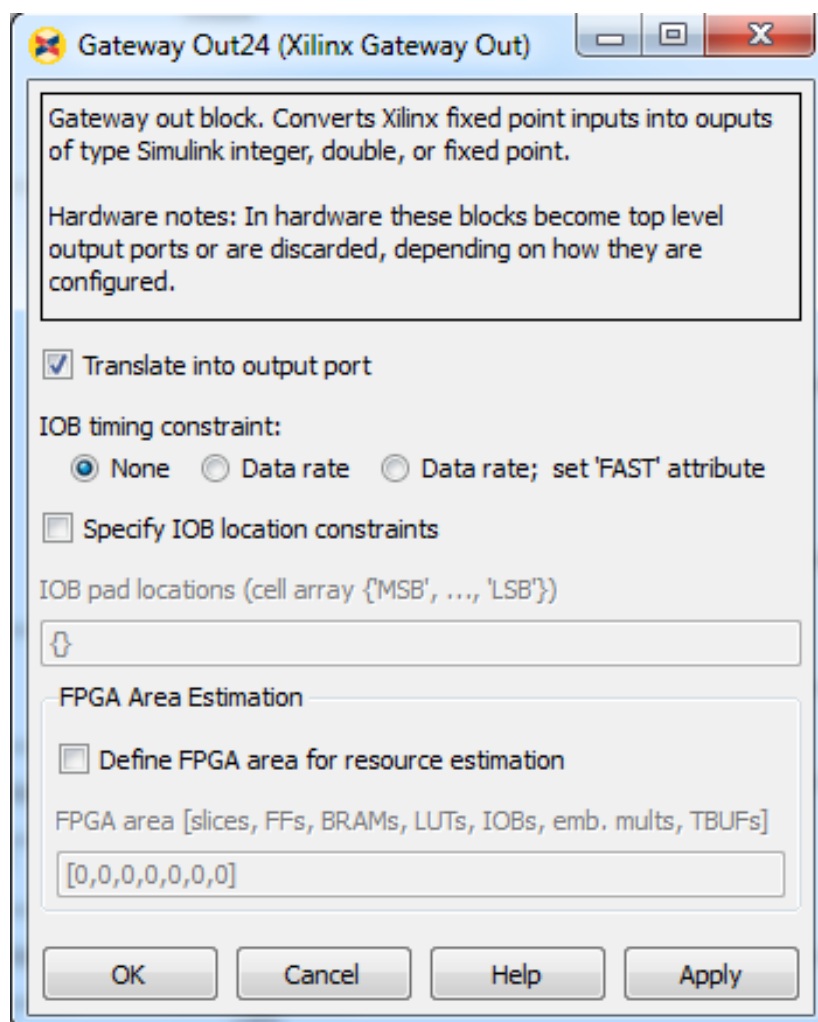 Gateway Out24 (Xilinx Gateway Out)
Gateway out block. Converts Xilinx fixed point inputs into ouputs
of type Simulink integer, double, or fixed point.
Hardware notes: In hardware these blocks become top level
output ports or are discarded, depending on how they are
configured.
Translate into output port
IOB timing constraint:
None Data rate Data rate; set 'FAST' attribute
Specify IOB location constraints
IOB pad locations (cell array {'MSB', ..., 'LSB'})
{}
FPGA Area Estimation
Define FPGA area for resource estimation
FPGA area [slices, FFs, BRAMs, LUTs, IOBs, emb. mults, TBUFs]
[0,0,0,0,0,0,0]
OK Cancel Help Apply